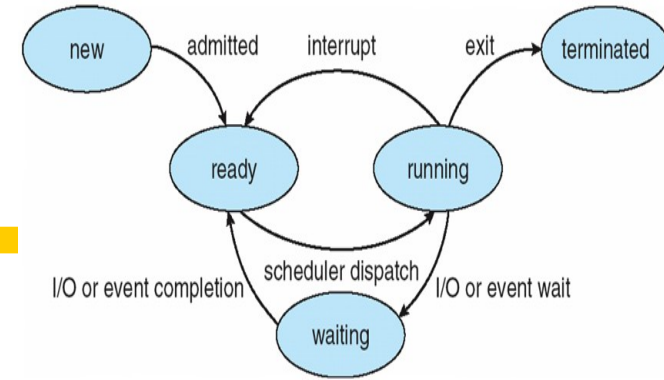 new
admitted
interrupt
exit
terminated
ready
running
scheduler dispatch
I/O or event completion
I/O or event wait
waiting